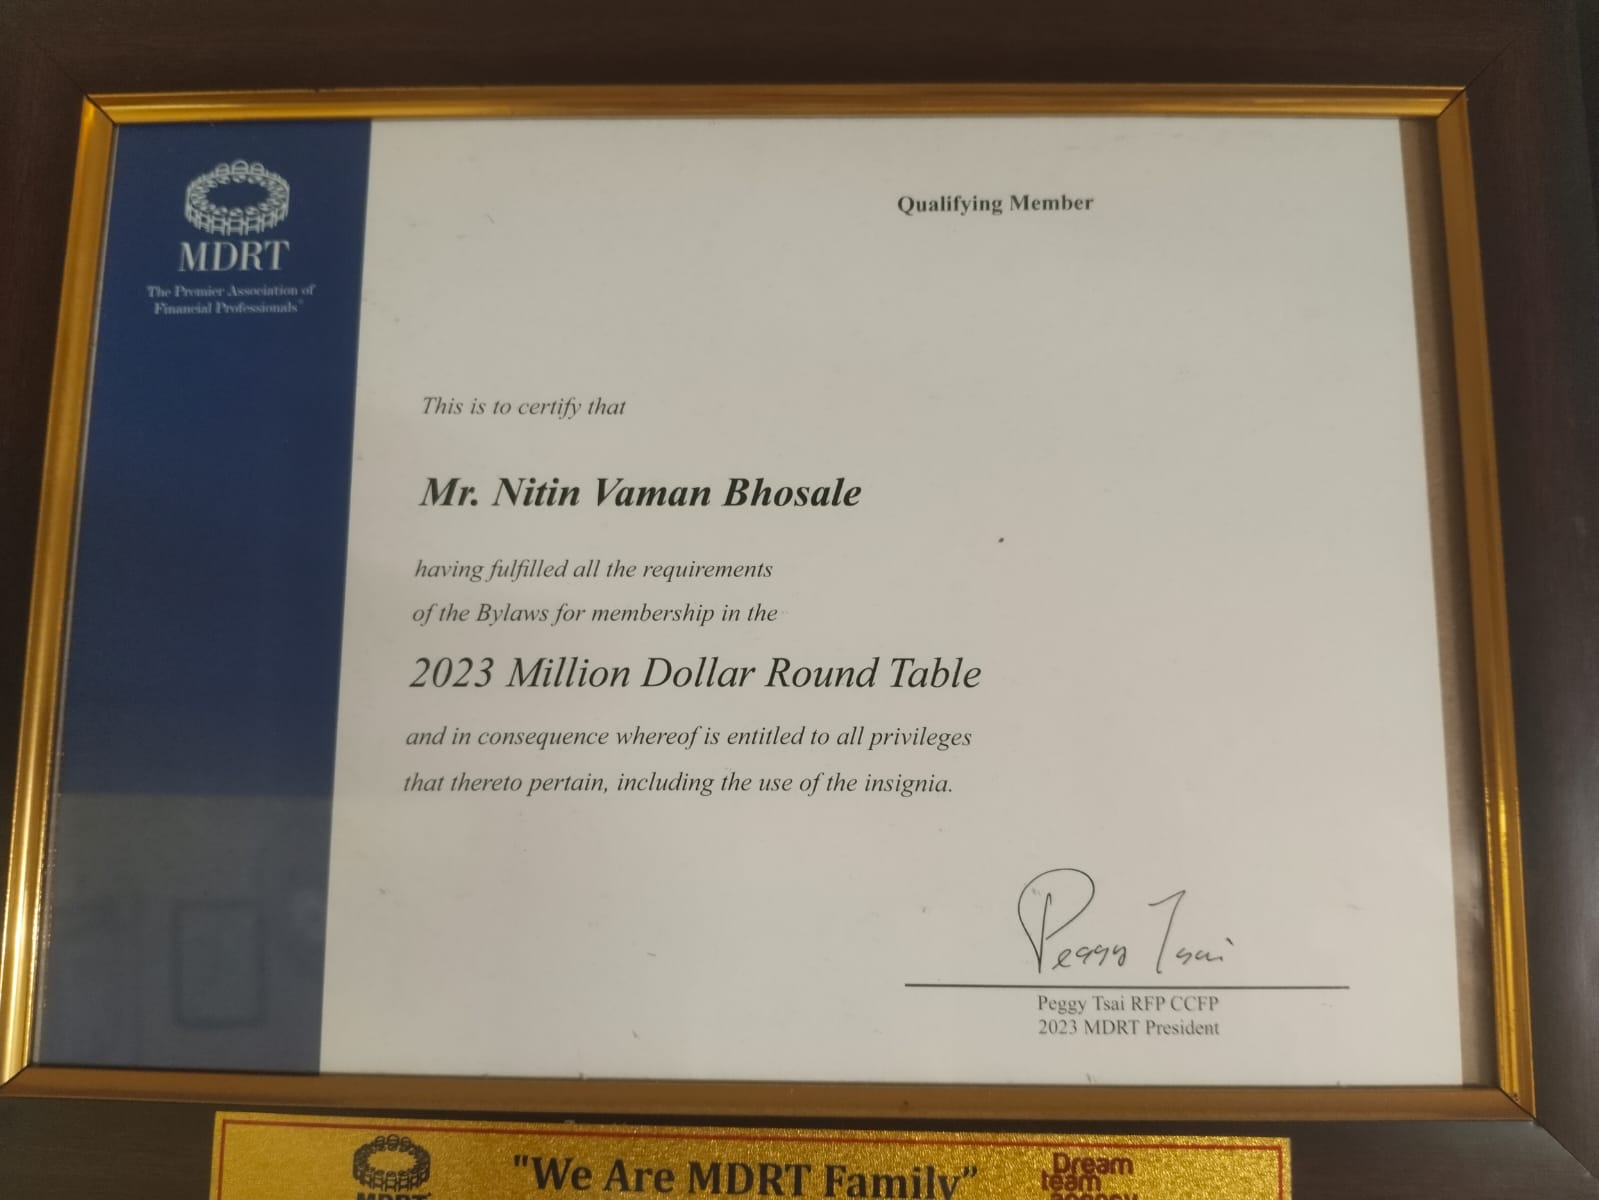 MDRT
The Premier Association of
Financial Professionals®
Qualifying Member
This is to certify that
Mr. Nitin Vaman Bhosale
having fulfilled all the requirements
of the Bylaws for membership in the
2023 Million Dollar Round Table
and in consequence whereof is entitled to all privileges
that thereto pertain, including the use of the insignia.
Peggy Tsai
Peggy Tsai RFP CCFP
2023 MDRT President
MDRT
"We Are MDRT Family"
Dream
team
agency